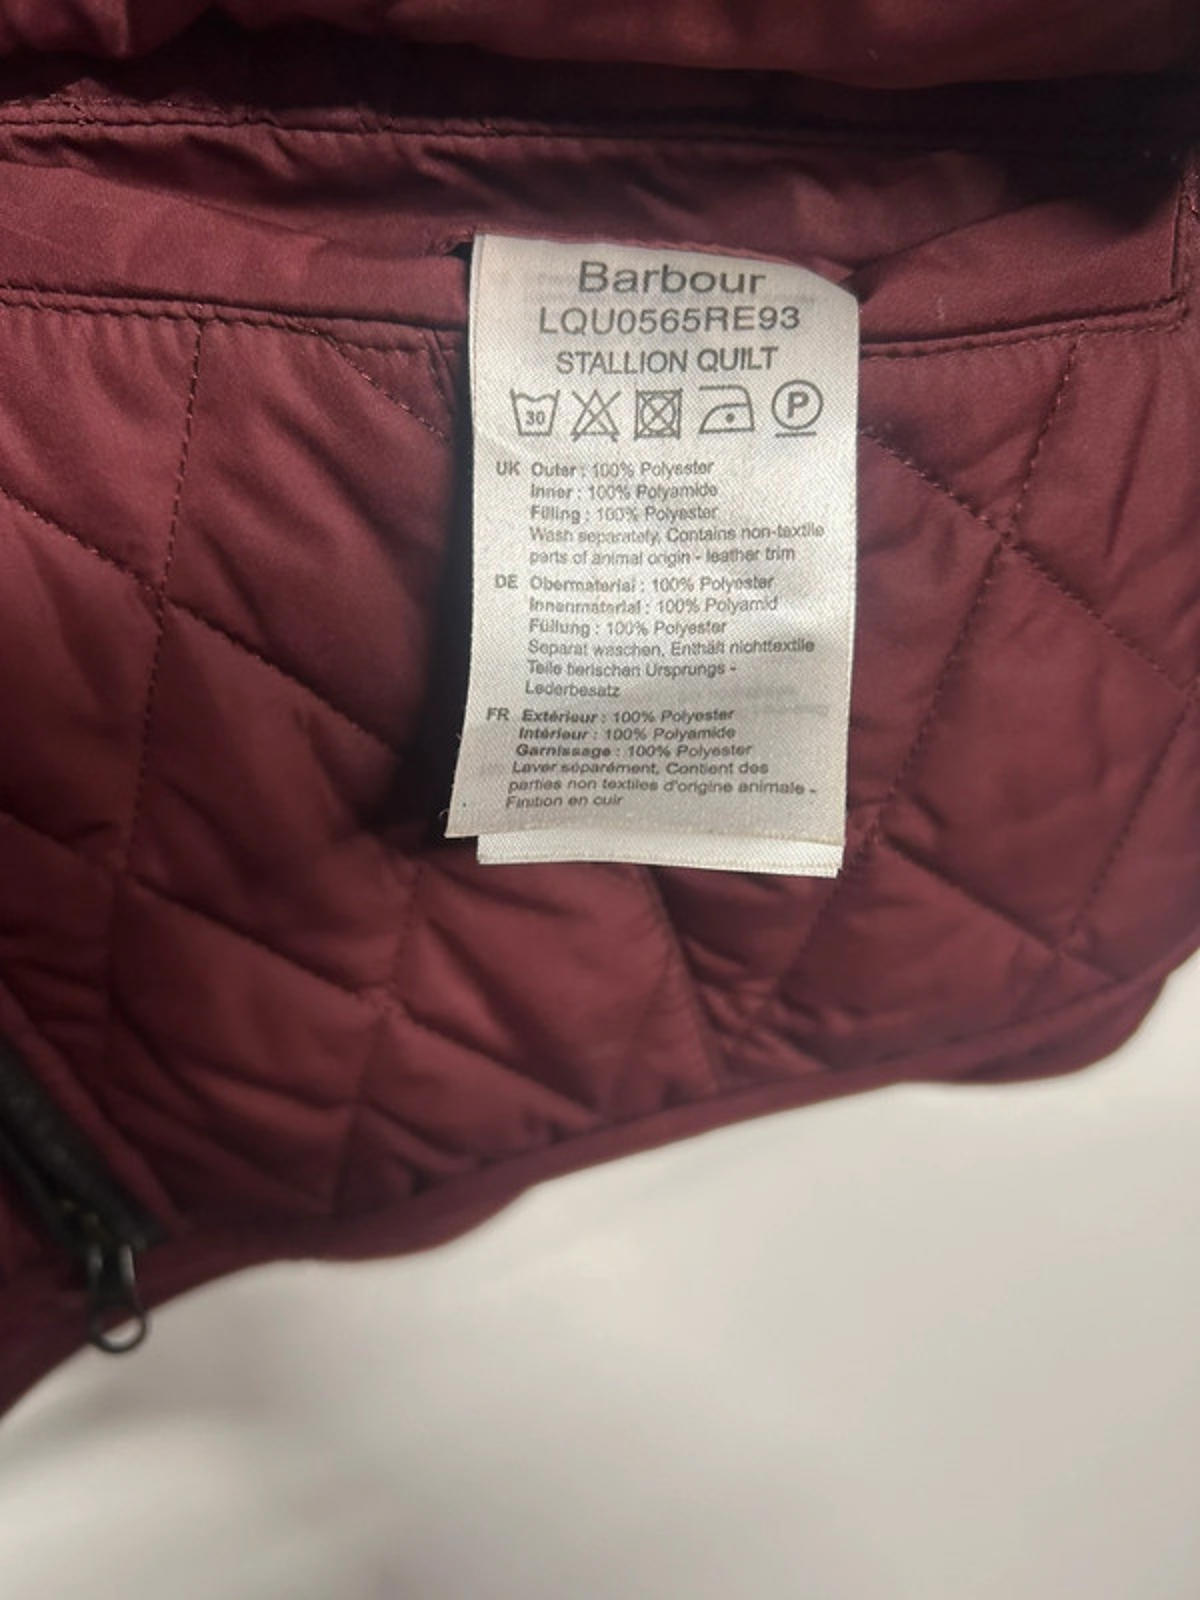 Barbour
LQU0565RE93
STALLION QUILT
30 P
UK Outer : 100% Polyester
Inner : 100% Polyamide
Filling : 100% Polyester
Wash separately, Contains non-textile
parts of animal origin - leather trim
DE Obermaterial : 100% Polyester
Innenmaterial : 100% Polyamid
Füllung : 100% Polyester
Separat waschen, Enthält nichttextile
Teile tierischen Ursprungs -
Lederbesatz
FR Extérieur : 100% Polyester
Intérieur : 100% Polyamide
Garnissage : 100% Polyester
Laver séparément, Contient des
parties non textiles d'origine animale -
Finition en cuir